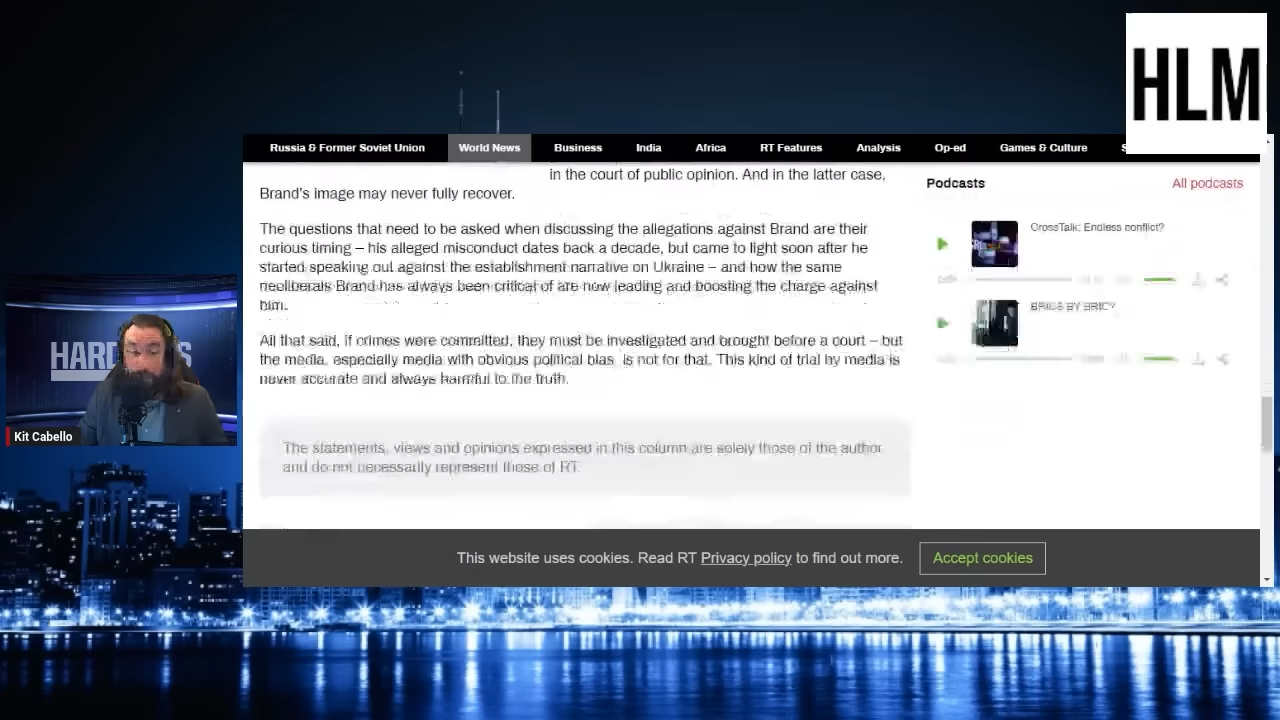 HLM
Russia & Former Soviet Union World News Business India Africa RT Features Analysis Op-ed Games & Culture
in the court of public opinion. And in the latter case,
Brand's image may never fully recover.
The questions that need to be asked when discussing the allegations against Brand are their
curious timing – his alleged misconduct dates back a decade, but came to light soon after he
started speaking out against the establishment narrative on Ukraine – and how the same
neoliberals Brand has always been critical of are now leading and boosting the charge against
him.
All that said, if crimes were committed, they must be investigated and brought before a court – but
the media, especially media with obvious political bias, is not for that. This kind of trial by media is
never accurate and always harmful to the truth.
The statements, views and opinions expressed in this column are solely those of the author
and do not necessarily represent those of RT.
Podcasts All podcasts
CrossTalk: Endless conflict?
BRICS BY BRIC?
HARD
Kit Cabello
This website uses cookies. Read RT Privacy policy to find out more. Accept cookies